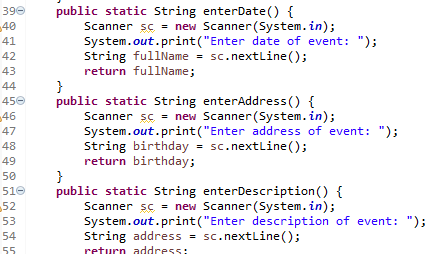 39 public static String enterDate() {
40 Scanner sc = new Scanner(System.in);
41 System.out.print("Enter date of event: ");
42 String fullName = sc.nextLine();
43 return fullName;
44 }
45 public static String enterAddress() {
46 Scanner sc = new Scanner(System.in);
47 System.out.print("Enter address of event: ");
48 String birthday = sc.nextLine();
49 return birthday;
50 }
51 public static String enterDescription() {
52 Scanner sc = new Scanner(System.in);
53 System.out.print("Enter description of event: ");
54 String address = sc.nextLine();
55 return address;